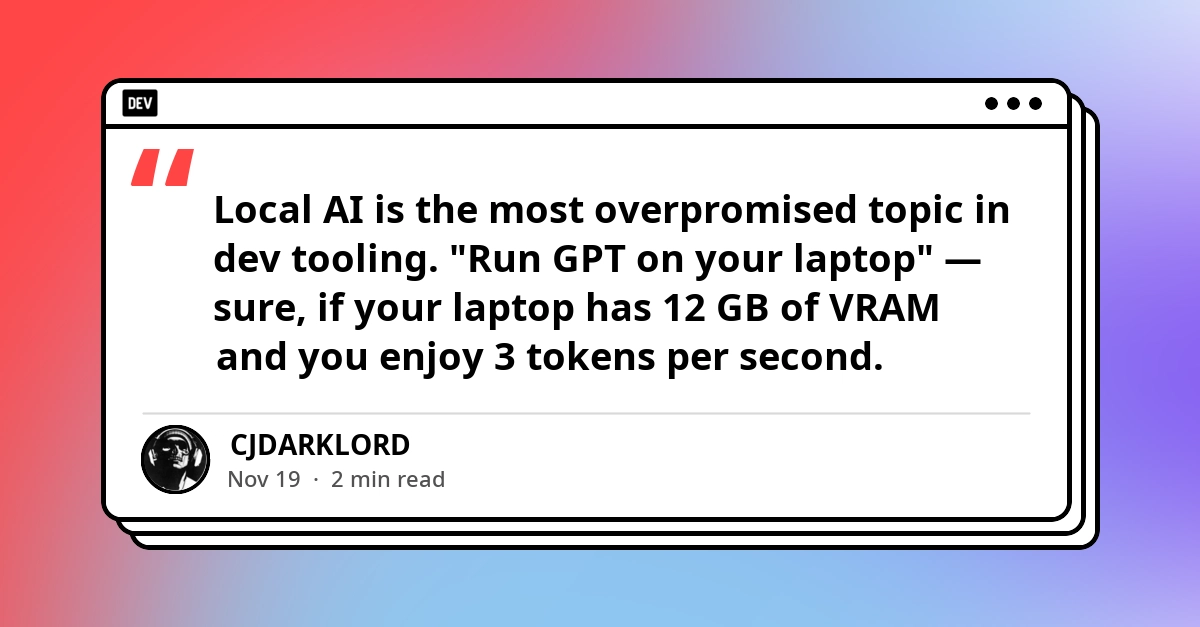 DEV
Local AI is the most overpromised topic in
dev tooling. "Run GPT on your laptop" —
sure, if your laptop has 12 GB of VRAM
and you enjoy 3 tokens per second.
CJDARKLORD
Nov 19 · 2 min read